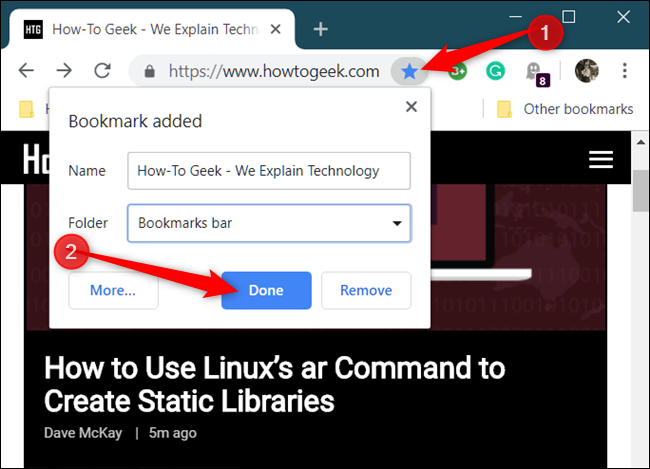 HTG How-To Geek - We Explain Techn
1
https://www.howtogeek.com
3+
8
Other bookmarks
Bookmark added
Name How-To Geek - We Explain Technology
Folder Bookmarks bar
2
More... Done Remove
How to Use Linux's ar Command to
Create Static Libraries
Dave McKay | 5m ago